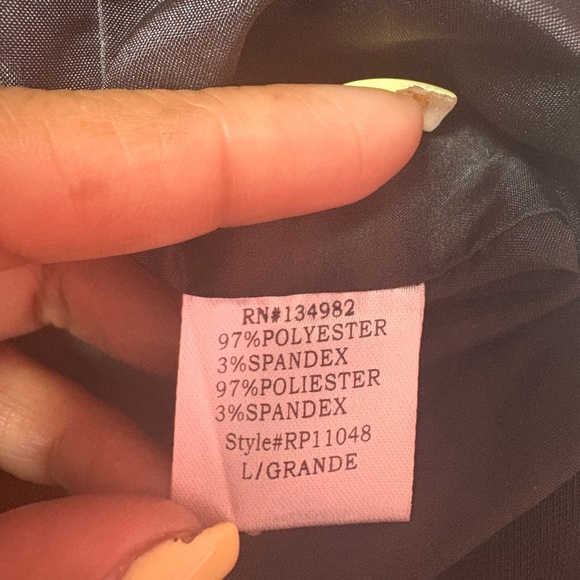 RN#134982
97%POLYESTER
3%SPANDEX
97%POLIESTER
3%SPANDEX
Style#RP11048
L/GRANDE